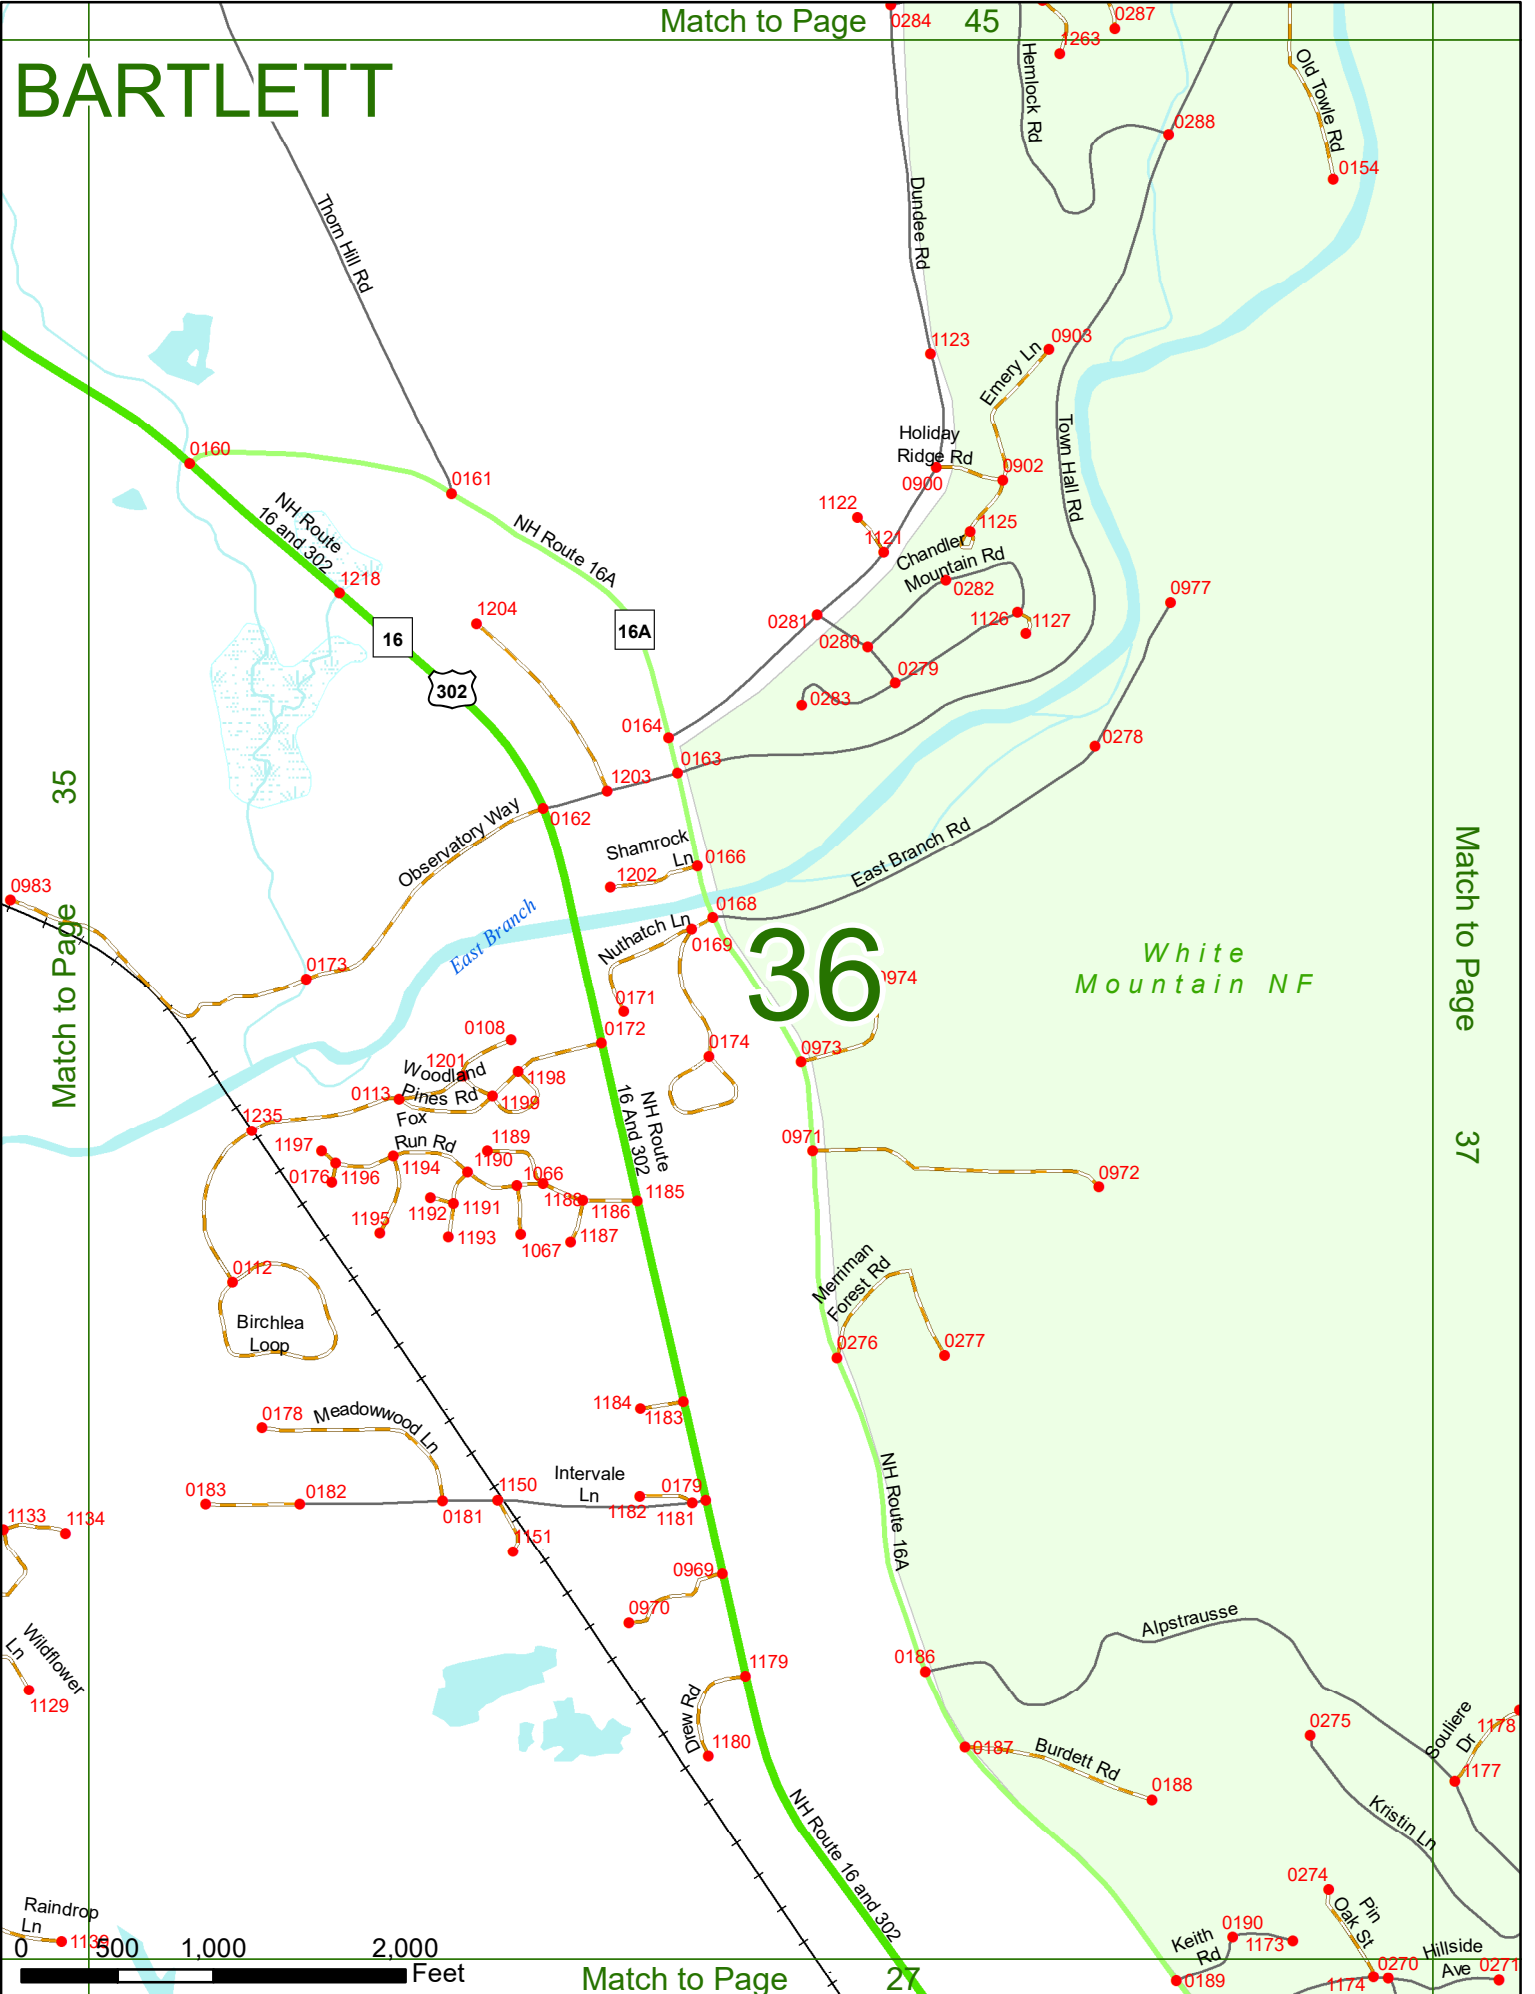 Match to Page 45
0284
0287
1263
BARTLETT
Hemlock Rd
Old Towle Rd
0288
0154
Thorn Hill Rd
Dundee Rd
1123
0903
Emery Ln
Holiday
Ridge Rd
0900
0902
Town Hall Rd
0160
0161
NH Route
16 and 302
NH Route 16A
1122
1121
1125
Chandler
Mountain Rd
0282
1218
1204
16
16A
302
0281
0280
1126
1127
0977
0279
0283
0164
0163
0278
35
1203
0162
Observatory Way
Shamrock
Ln
0166
1202
East Branch Rd
0983
0168
East Branch
Nuthatch Ln
0169
36
White
Mountain NF
Match to Page
37
Match to Page
0173
0974
0171
0172
0108
0174
0973
1201
Woodland
Pines Rd
1198
0113
1199
Fox
Run Rd
NH Route
16 And 302
1235
1197
1189
0971
0176
1196
1194
1190
1066
0972
1188
1186
1185
1192
1191
1195
1193
1067
1187
Merriman
Forest Rd
0112
Birchlea
Loop
0276
0277
1184
1183
0178
Meadowwood Ln
NH Route 16A
0183
0182
1150
Intervale
Ln
0179
0181
1182
1181
1133
1134
1151
0969
0970
Wildflower
Ln
1129
Alpstrausse
0186
1179
Drew Rd
1180
0187
Burdett Rd
0188
0275
Souliere
Dr
1178
1177
Kristin Ln
NH Route 16 and 302
0274
Pin
Oak St
Raindrop
Ln
1139
Keith
Rd
0190
1173
0189
1174
0270
Hillside
Ave
0271
0 500 1,000 2,000
Feet
Match to Page 27